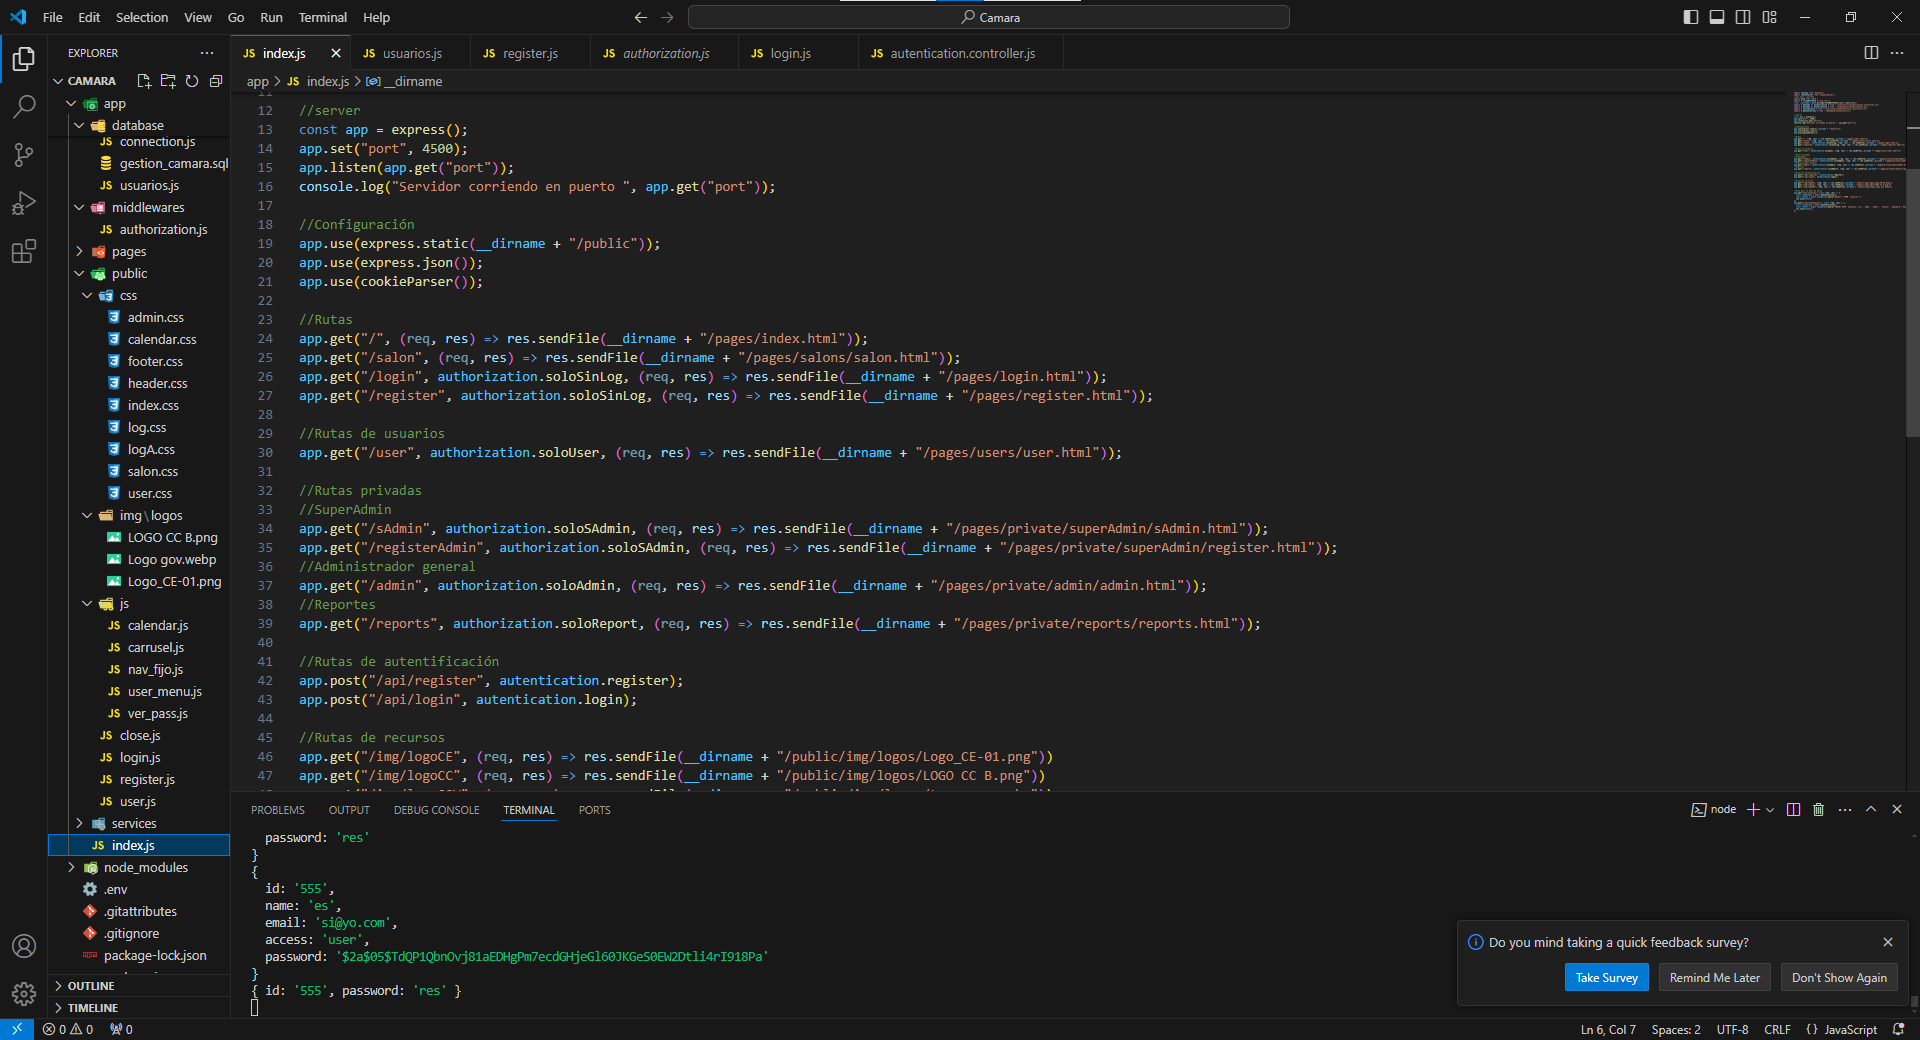 File Edit Selection View Go Run Terminal Help
Camara
EXPLORER
index.js usuarios.js register.js authorization.js login.js autentication.controller.js
CAMARA
app > JS index.js > __dirname
app
database
connection.js
gestion_camara.sql
usuarios.js
middlewares
authorization.js
pages
public
css
admin.css
calendar.css
footer.css
header.css
index.css
log.css
logA.css
salon.css
user.css
img\logos
LOGO CC B.png
Logo gov.webp
Logo_CE-01.png
js
calendar.js
carrusel.js
nav_fijo.js
user_menu.js
ver_pass.js
close.js
login.js
register.js
user.js
services
index.js
node_modules
.env
.gitattributes
.gitignore
package-lock.json
OUTLINE
TIMELINE
11
12 //server
13 const app = express();
14 app.set("port", 4500);
15 app.listen(app.get("port"));
16 console.log("Servidor corriendo en puerto ", app.get("port"));
17
18 //Configuración
19 app.use(express.static(__dirname + "/public"));
20 app.use(express.json());
21 app.use(cookieParser());
22
23 //Rutas
24 app.get("/", (req, res) => res.sendFile(__dirname + "/pages/index.html"));
25 app.get("/salon", (req, res) => res.sendFile(__dirname + "/pages/salons/salon.html"));
26 app.get("/login", authorization.soloSinLog, (req, res) => res.sendFile(__dirname + "/pages/login.html"));
27 app.get("/register", authorization.soloSinLog, (req, res) => res.sendFile(__dirname + "/pages/register.html"));
28
29 //Rutas de usuarios
30 app.get("/user", authorization.soloUser, (req, res) => res.sendFile(__dirname + "/pages/users/user.html"));
31
32 //Rutas privadas
33 //SuperAdmin
34 app.get("/sAdmin", authorization.soloSAdmin, (req, res) => res.sendFile(__dirname + "/pages/private/superAdmin/sAdmin.html"));
35 app.get("/registerAdmin", authorization.soloSAdmin, (req, res) => res.sendFile(__dirname + "/pages/private/superAdmin/register.html"));
36 //Administrador general
37 app.get("/admin", authorization.soloAdmin, (req, res) => res.sendFile(__dirname + "/pages/private/admin/admin.html"));
38 //Reportes
39 app.get("/reports", authorization.soloReport, (req, res) => res.sendFile(__dirname + "/pages/private/reports/reports.html"));
40
41 //Rutas de autentificación
42 app.post("/api/register", autentication.register);
43 app.post("/api/login", autentication.login);
44
45 //Rutas de recursos
46 app.get("/img/logoCE", (req, res) => res.sendFile(__dirname + "/public/img/logos/Logo_CE-01.png"))
47 app.get("/img/logoCC", (req, res) => res.sendFile(__dirname + "/public/img/logos/LOGO CC B.png"))
PROBLEMS OUTPUT DEBUG CONSOLE TERMINAL PORTS
node
password: 'res'
}
{
id: '555',
name: 'es',
email: 'si@yo.com',
access: 'user',
password: '$2a$05$TdQP1QbnOvj81aEDHgPm7ecdGHjeGl60JKGeS0EW2Dtli4rI918Pa'
}
{ id: '555', password: 'res' }
Do you mind taking a quick feedback survey?
Take Survey Remind Me Later Don't Show Again
0 0 0
Ln 6, Col 7 Spaces: 2 UTF-8 CRLF {} JavaScript